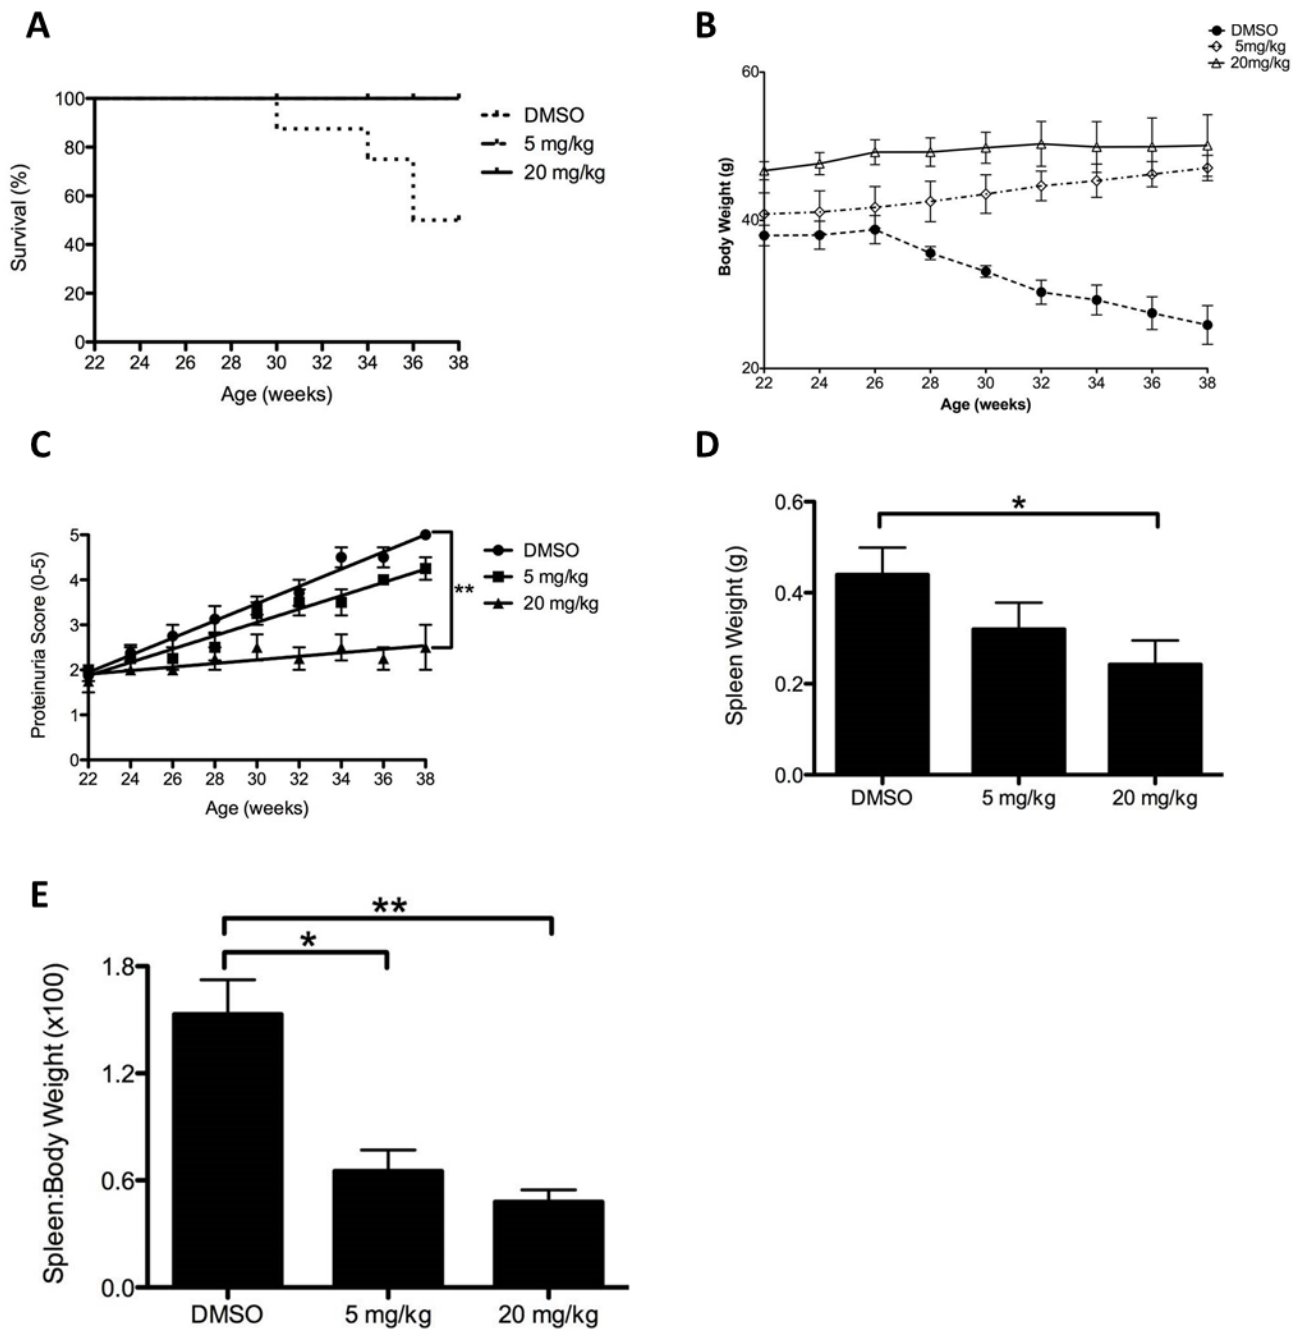 A
Survival (%)
100
80
60
40
20
0
22 24 26 28 30 32 34 36 38
Age (weeks)
DMSO
5 mg/kg
20 mg/kg
B
Body Weight (g)
60
40
20
22 24 26 28 30 32 34 36 38
Age (weeks)
DMSO
5mg/kg
20mg/kg
C
Proteinuria Score (0-5)
5
4
3
2
1
0
22 24 26 28 30 32 34 36 38
Age (weeks)
**
DMSO
5 mg/kg
20 mg/kg
D
Spleen Weight (g)
0.6
0.4
0.2
0.0
*
DMSO 5 mg/kg 20 mg/kg
E
Spleen:Body Weight (x100)
1.8
1.2
0.6
0.0
**
*
DMSO 5 mg/kg 20 mg/kg